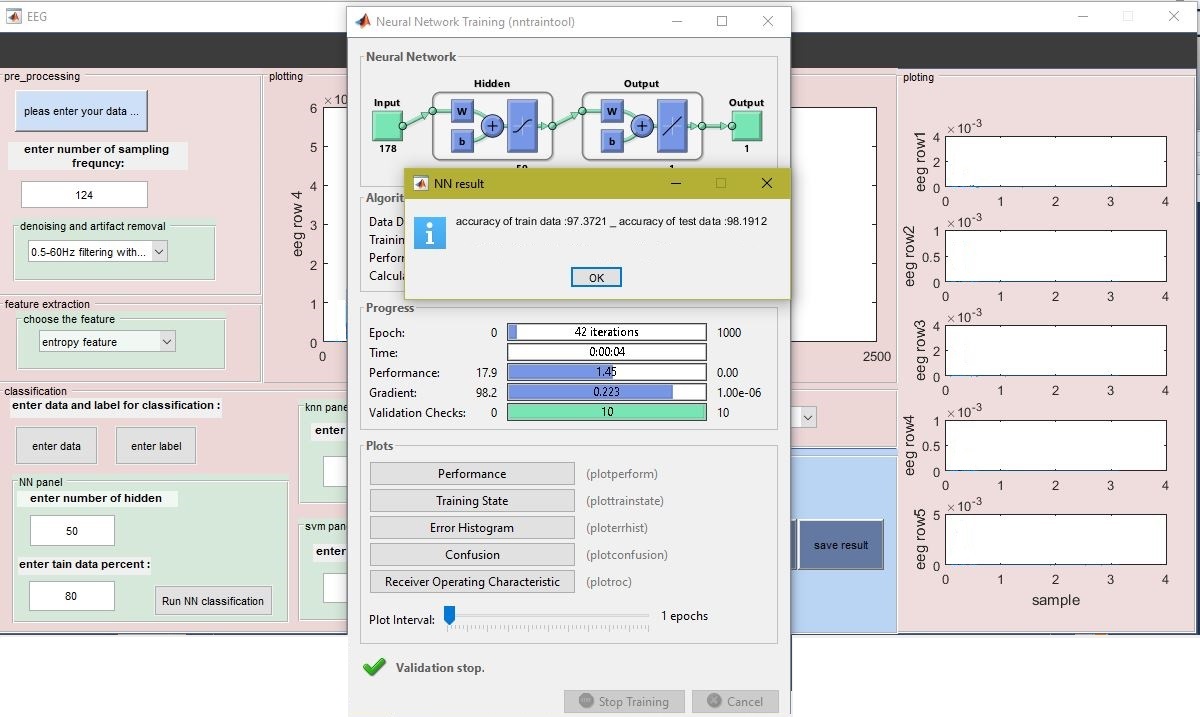 EEG
pre_processing
pleas enter your data ...
enter number of sampling
frequncy:
124
denoising and artifact removal
0.5-60Hz filtering with...
feature extraction
choose the feature
entropy feature
classification
enter data and label for classification :
enter data
enter label
NN panel
enter number of hidden
50
enter tain data percent :
80
Run NN classification
plotting
× 10
6
5
4
3
2
1
0
eeg row 4
0
2500
knn pane
enter
svm pan
enter
Neural Network Training (nntraintool)
Neural Network
Hidden
Output
Input
W
b
W
b
Output
178
1
NN result
accuracy of train data :97.3721 _ accuracy of test data :98.1912
OK
Algorit
Data D
Trainin
Perforr
Calcula
Progress
Epoch: 0 42 iterations 1000
Time: 0:00:04
Performance: 17.9 1.45 0.00
Gradient: 98.2 0.223 1.00e-06
Validation Checks: 0 10 10
Plots
Performance (plotperform)
Training State (plottrainstate)
Error Histogram (ploterrhist)
Confusion (plotconfusion)
Receiver Operating Characteristic (plotroc)
Plot Interval: 1 epochs
Validation stop.
Stop Training
Cancel
save result
ploting
× 10-3
4
2
0
eeg row1
0 1 2 3 4
× 10-3
1
0.5
0
eeg row2
0 1 2 3 4
× 10-3
4
2
0
eeg row3
0 1 2 3 4
× 10-3
1
0.5
0
eeg row4
0 1 2 3 4
× 10-3
5
0
eeg row5
0 1 2 3 4
sample